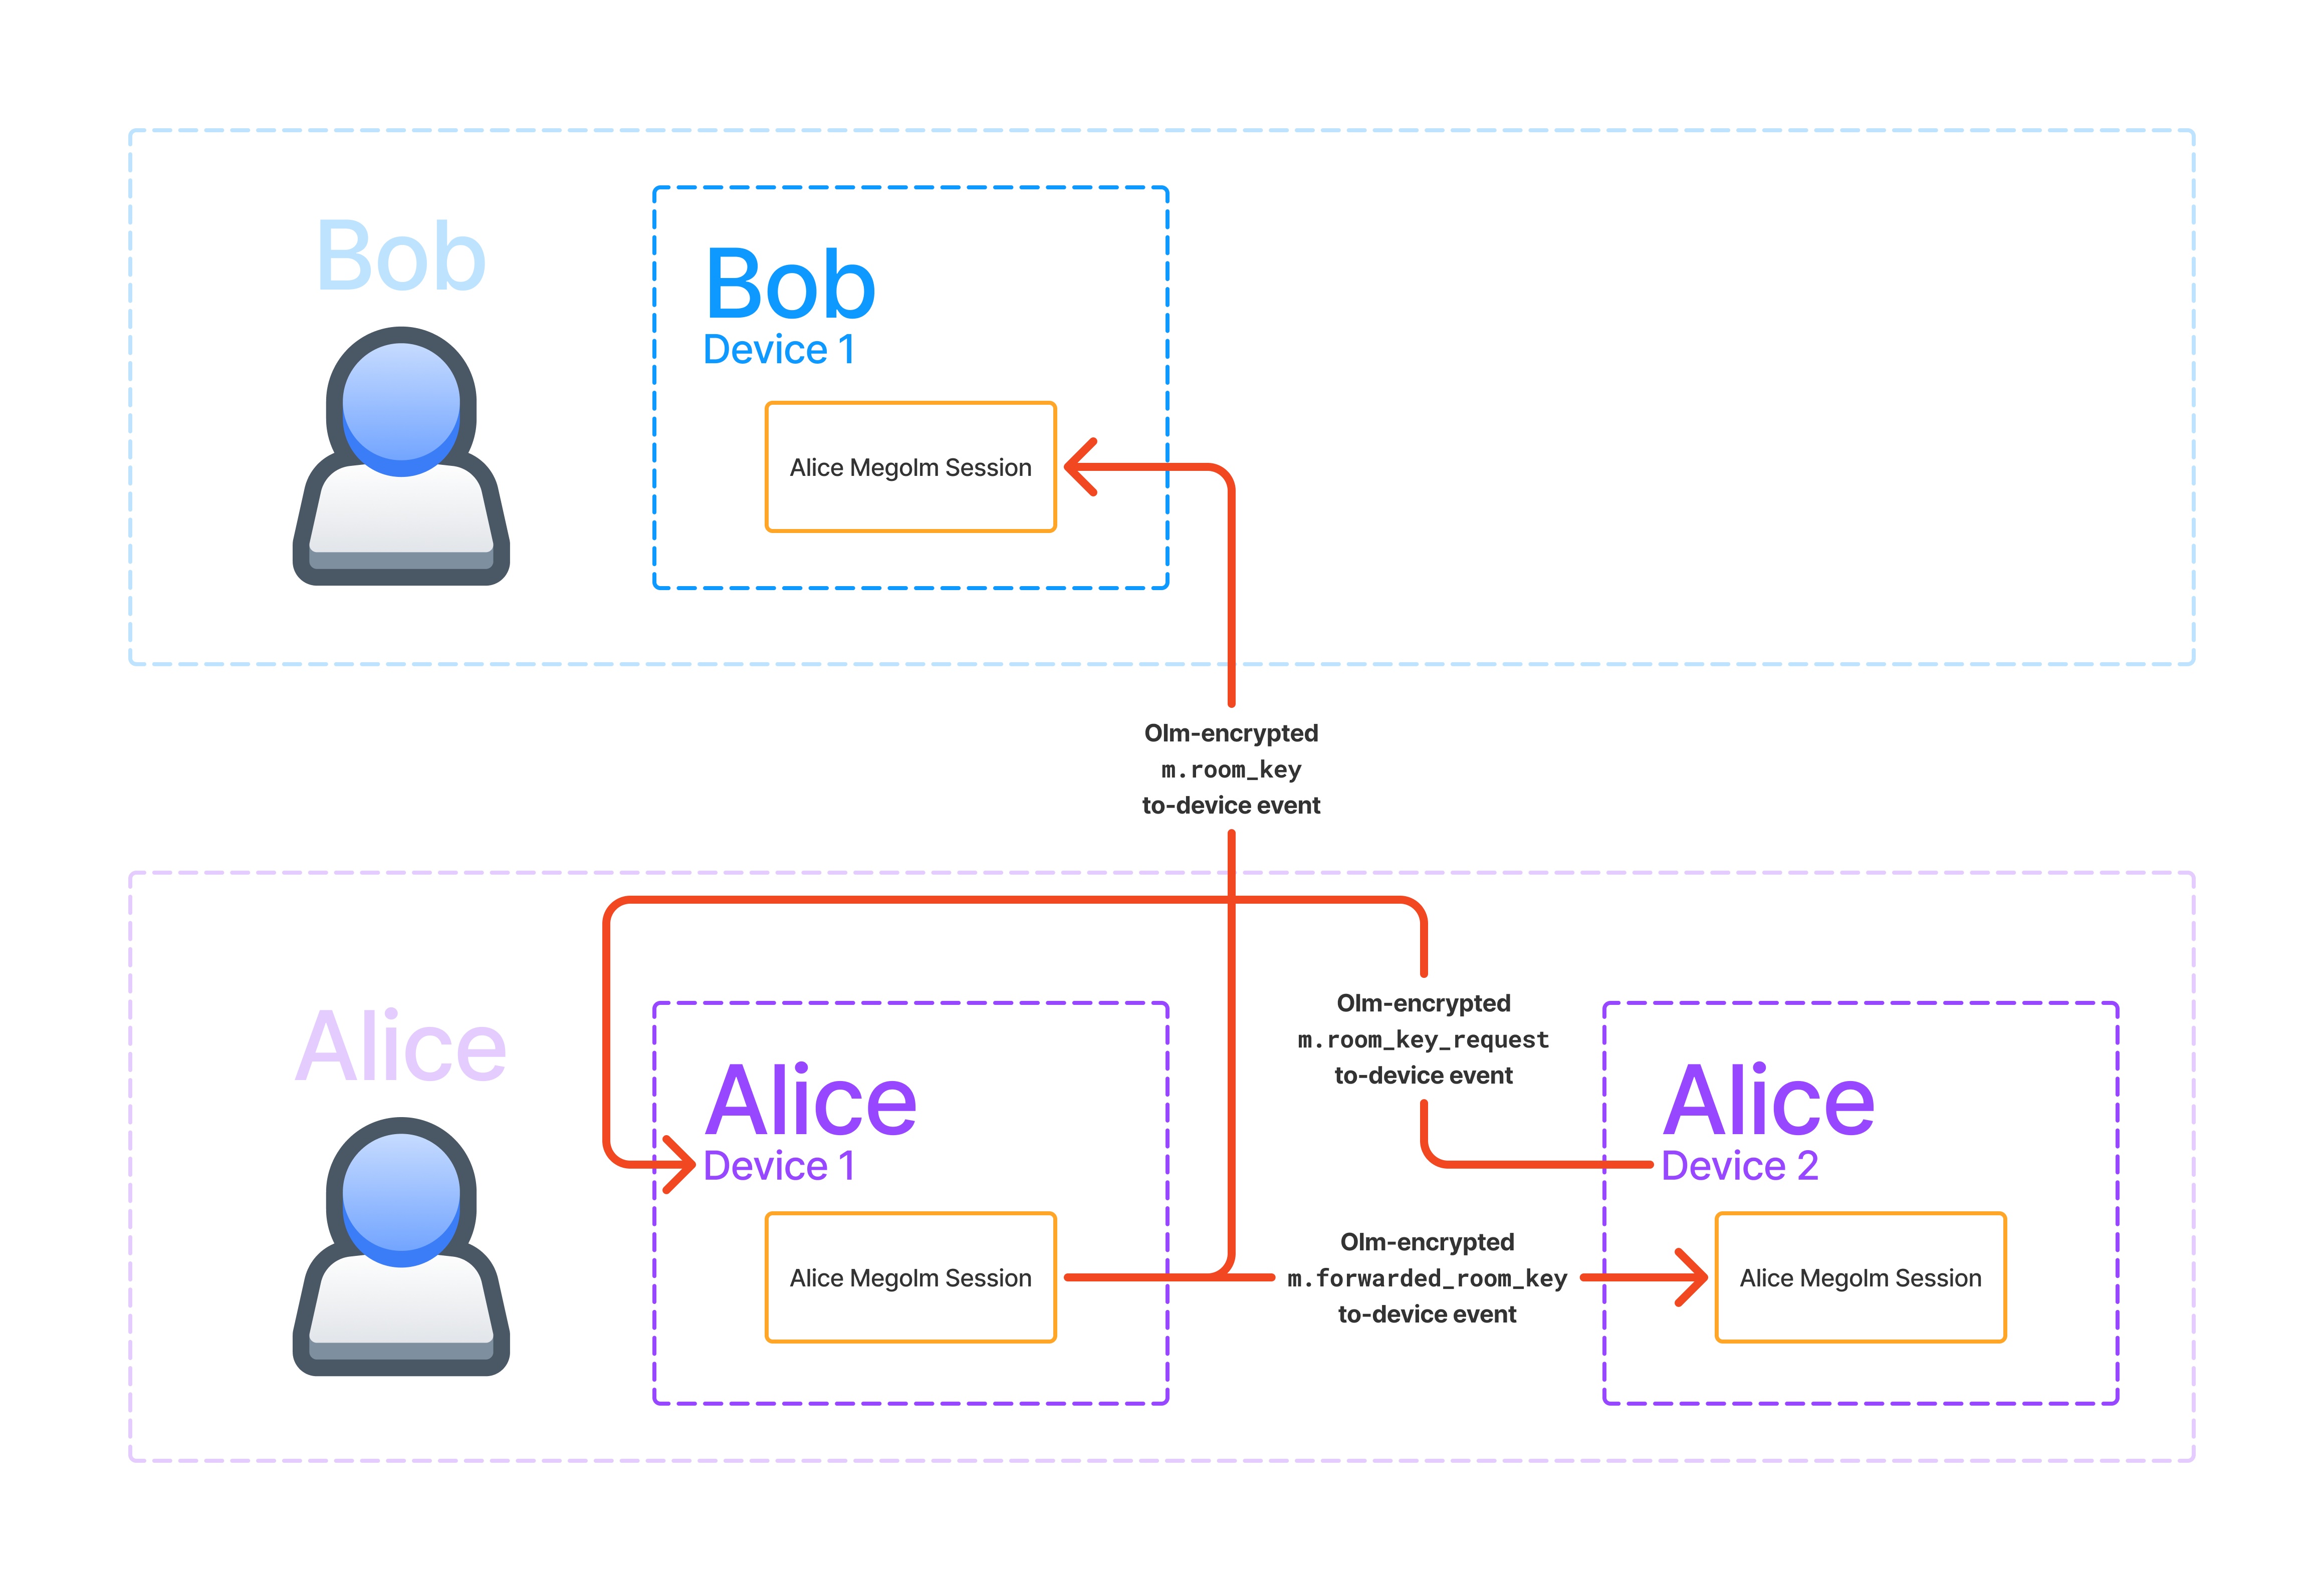 Bob
Bob
Device 1
Alice Megolm Session
Olm-encrypted
m.room_key
to-device event
Alice
Alice
Device 1
Alice Megolm Session
Olm-encrypted
m.room_key_request
to-device event
Olm-encrypted
m.forwarded_room_key
to-device event
Alice
Device 2
Alice Megolm Session